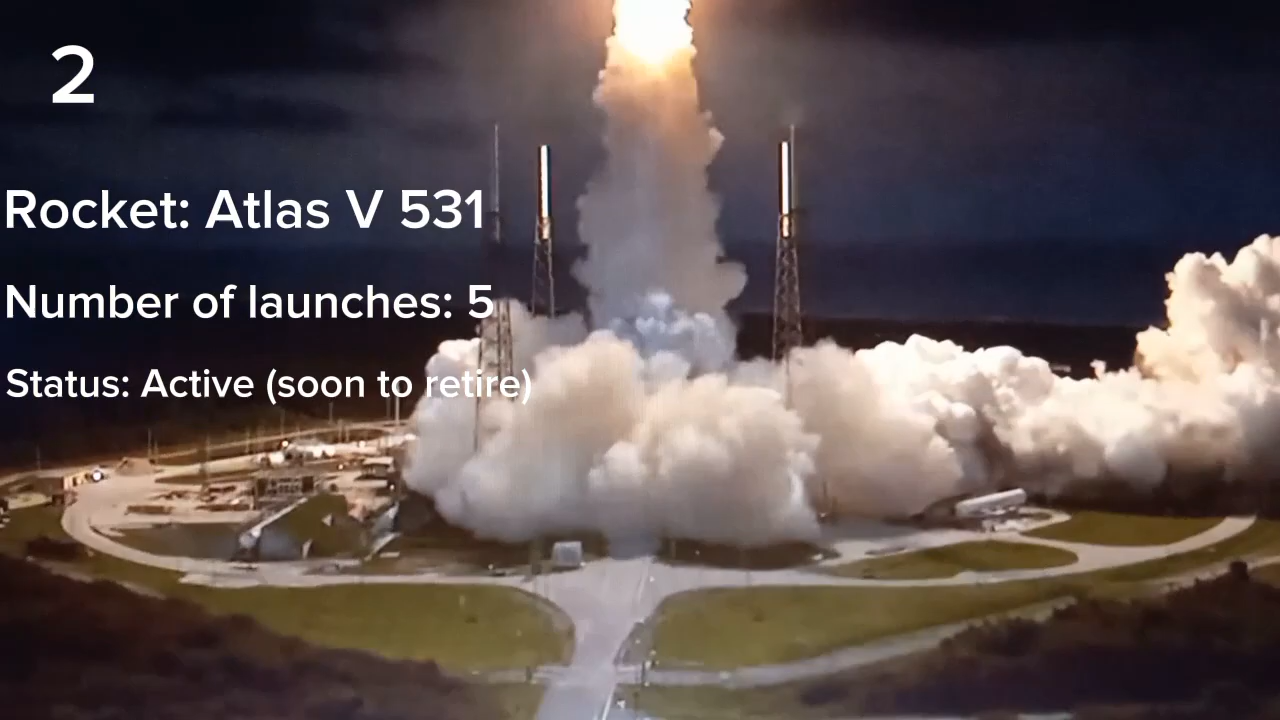 2
Rocket: Atlas V 531
Number of launches: 5
Status: Active (soon to retire)